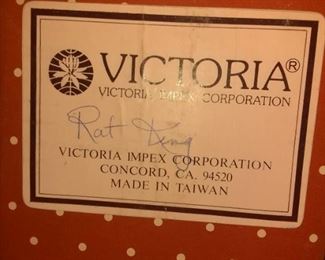 VICTORIA®
VICTORIA IMPEX CORPORATION
Rat King
VICTORIA IMPEX CORPORATION
CONCORD, CA. 94520
MADE IN TAIWAN